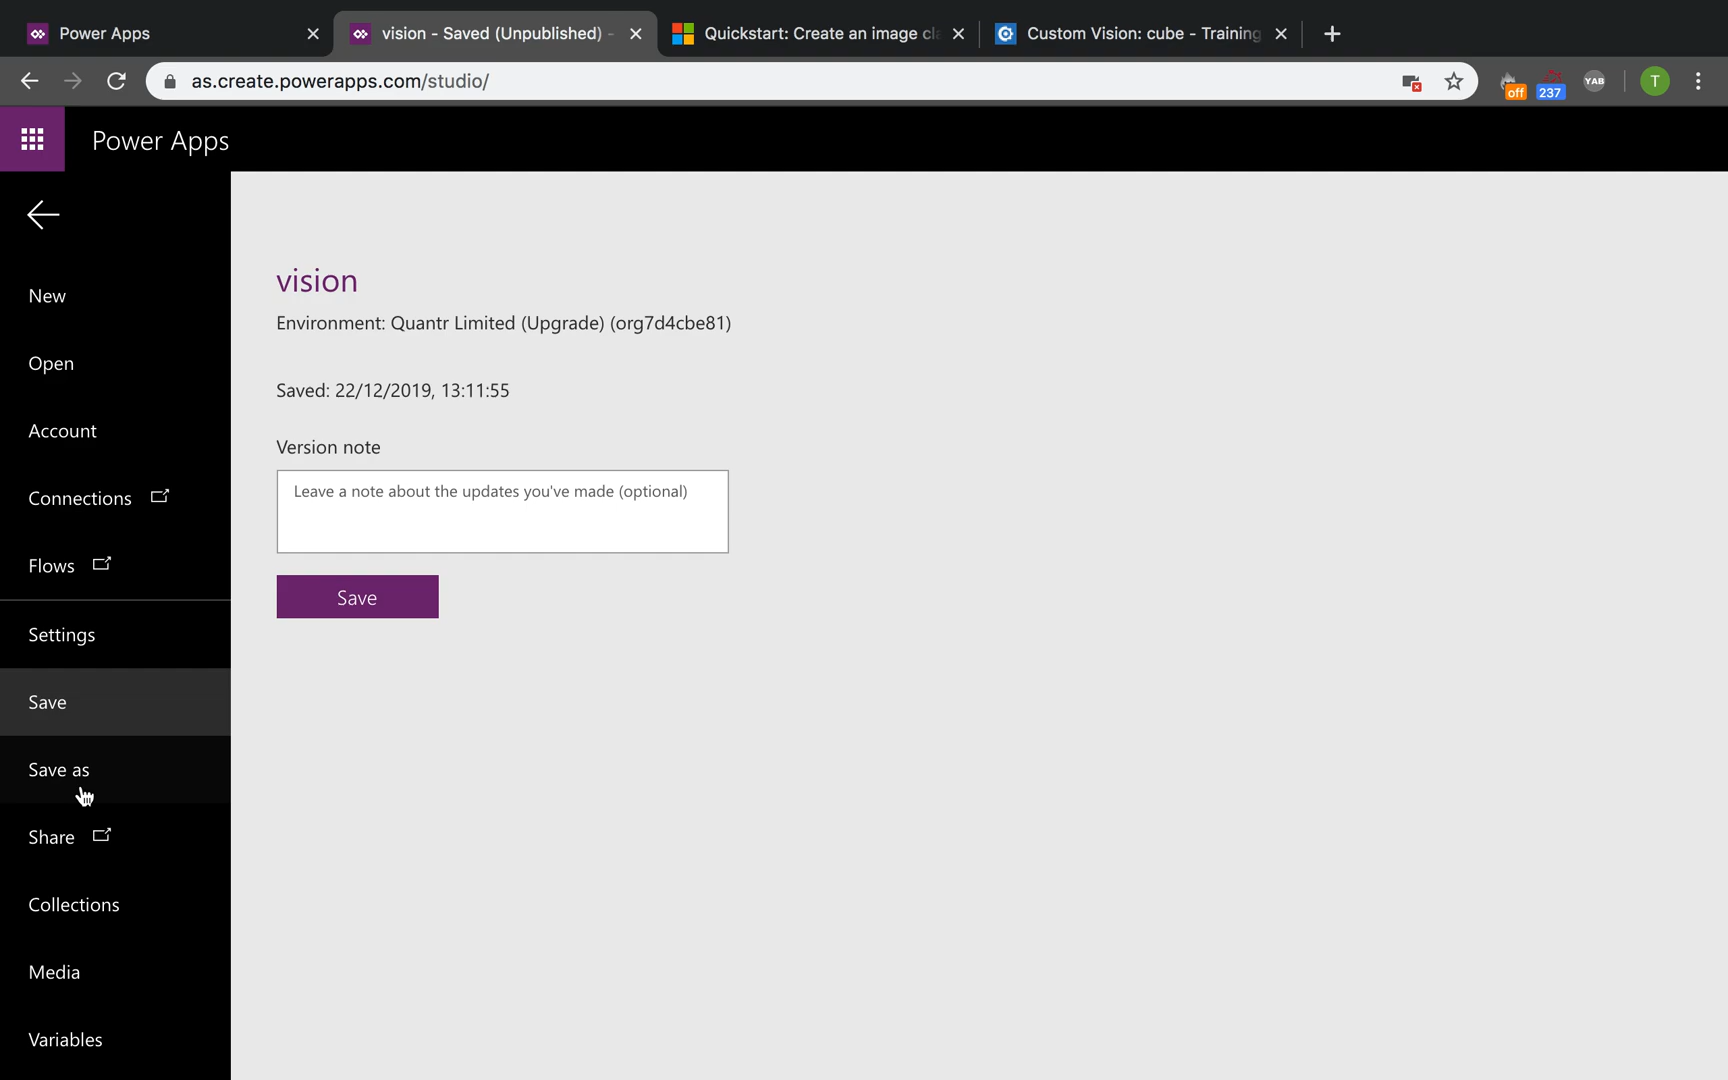 Power Apps
vision - Saved (Unpublished) -
Quickstart: Create an image cla
Custom Vision: cube - Training
as.create.powerapps.com/studio/
off
237
YAB
T
Power Apps
New
Open
Account
Connections
Flows
Settings
Save
Save as
Share
Collections
Media
Variables
vision
Environment: Quantr Limited (Upgrade) (org7d4cbe81)
Saved: 22/12/2019, 13:11:55
Version note
Leave a note about the updates you've made (optional)
Save